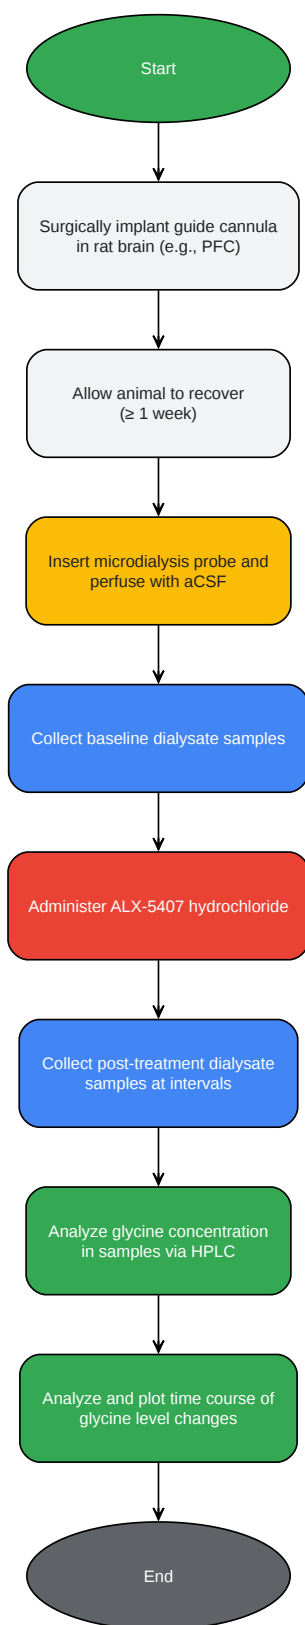 Start
Surgically implant guide cannula
in rat brain (e.g., PFC)
Allow animal to recover
(≥ 1 week)
Insert microdialysis probe and
perfuse with aCSF
Collect baseline dialysate samples
Administer ALX-5407 hydrochloride
Collect post-treatment dialysate
samples at intervals
Analyze glycine concentration
in samples via HPLC
Analyze and plot time course of
glycine level changes
End